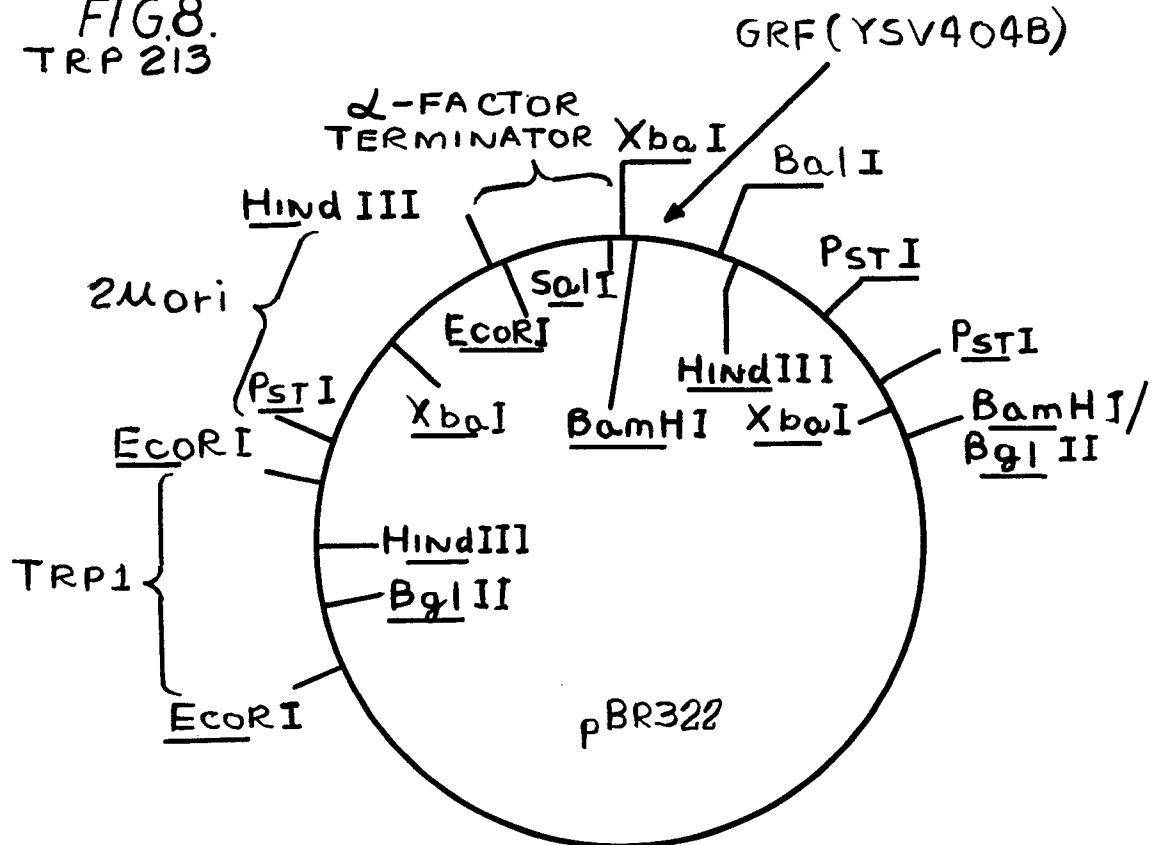 FIG.8.
TRP 213
GRF(YSV404B)
α-FACTOR
TERMINATOR
XbaI
BalI
HindIII
PSTI
2μori
SalI
EcoRI
PSTI
HindIII
PSTI
XbaI
BamHI
XbaI
BamHI/
BglII
EcoRI
HindIII
TRP1
BglII
EcoRI
pBR322